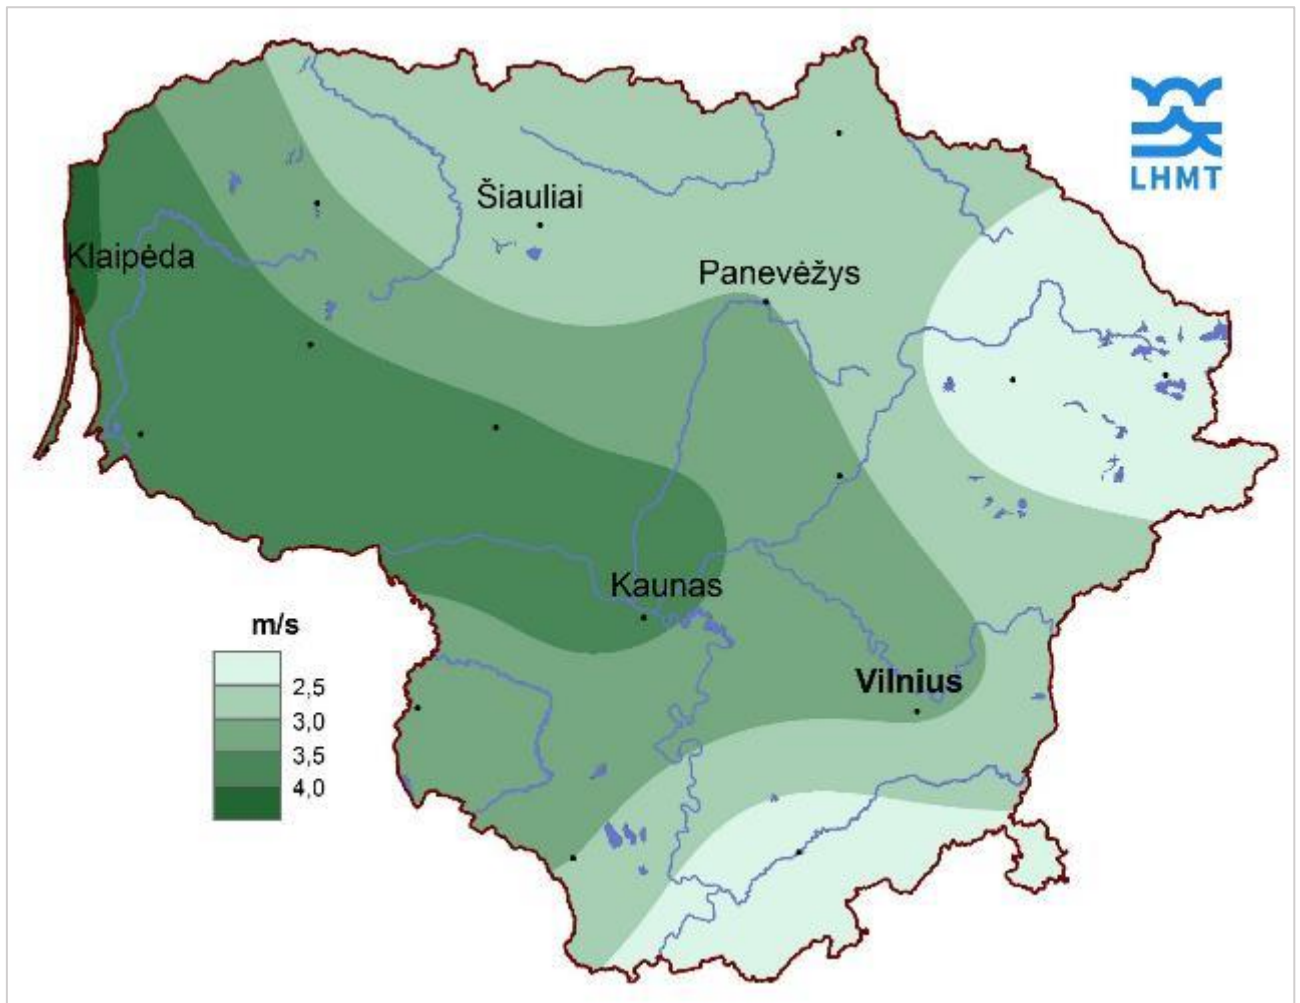 LHMT
Šiauliai
Klaipėda
Panevėžys
Kaunas
m/s
Vilnius
2,5
3,0
3,5
4,0